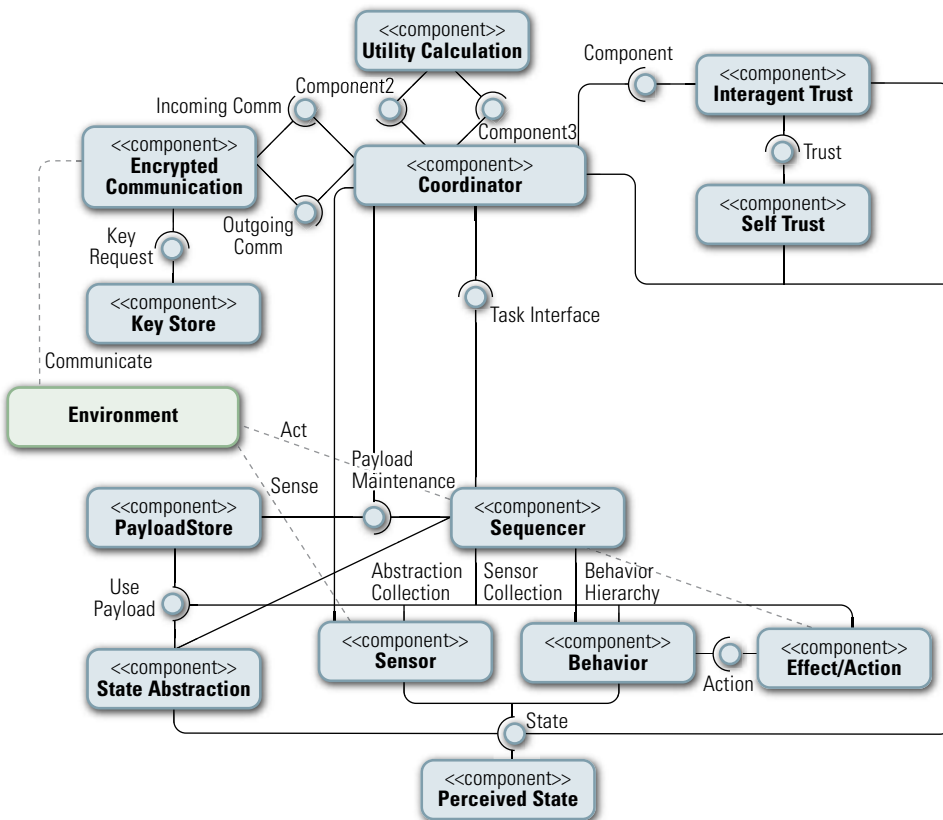 <<component>>
Utility Calculation
Component
<<component>>
Interagent Trust
Component2
Incoming Comm
Component3
<<component>>
Encrypted
Communication
<<component>>
Coordinator
Trust
<<component>>
Self Trust
Outgoing
Comm
Key
Request
<<component>>
Key Store
Task Interface
Communicate
Environment
Act
Sense
Payload
Maintenance
<<component>>
PayloadStore
<<component>>
Sequencer
Use
Payload
Abstraction
Collection
Sensor
Collection
Behavior
Hierarchy
<<component>>
State Abstraction
<<component>>
Sensor
<<component>>
Behavior
Action
<<component>>
Effect/Action
State
<<component>>
Perceived State